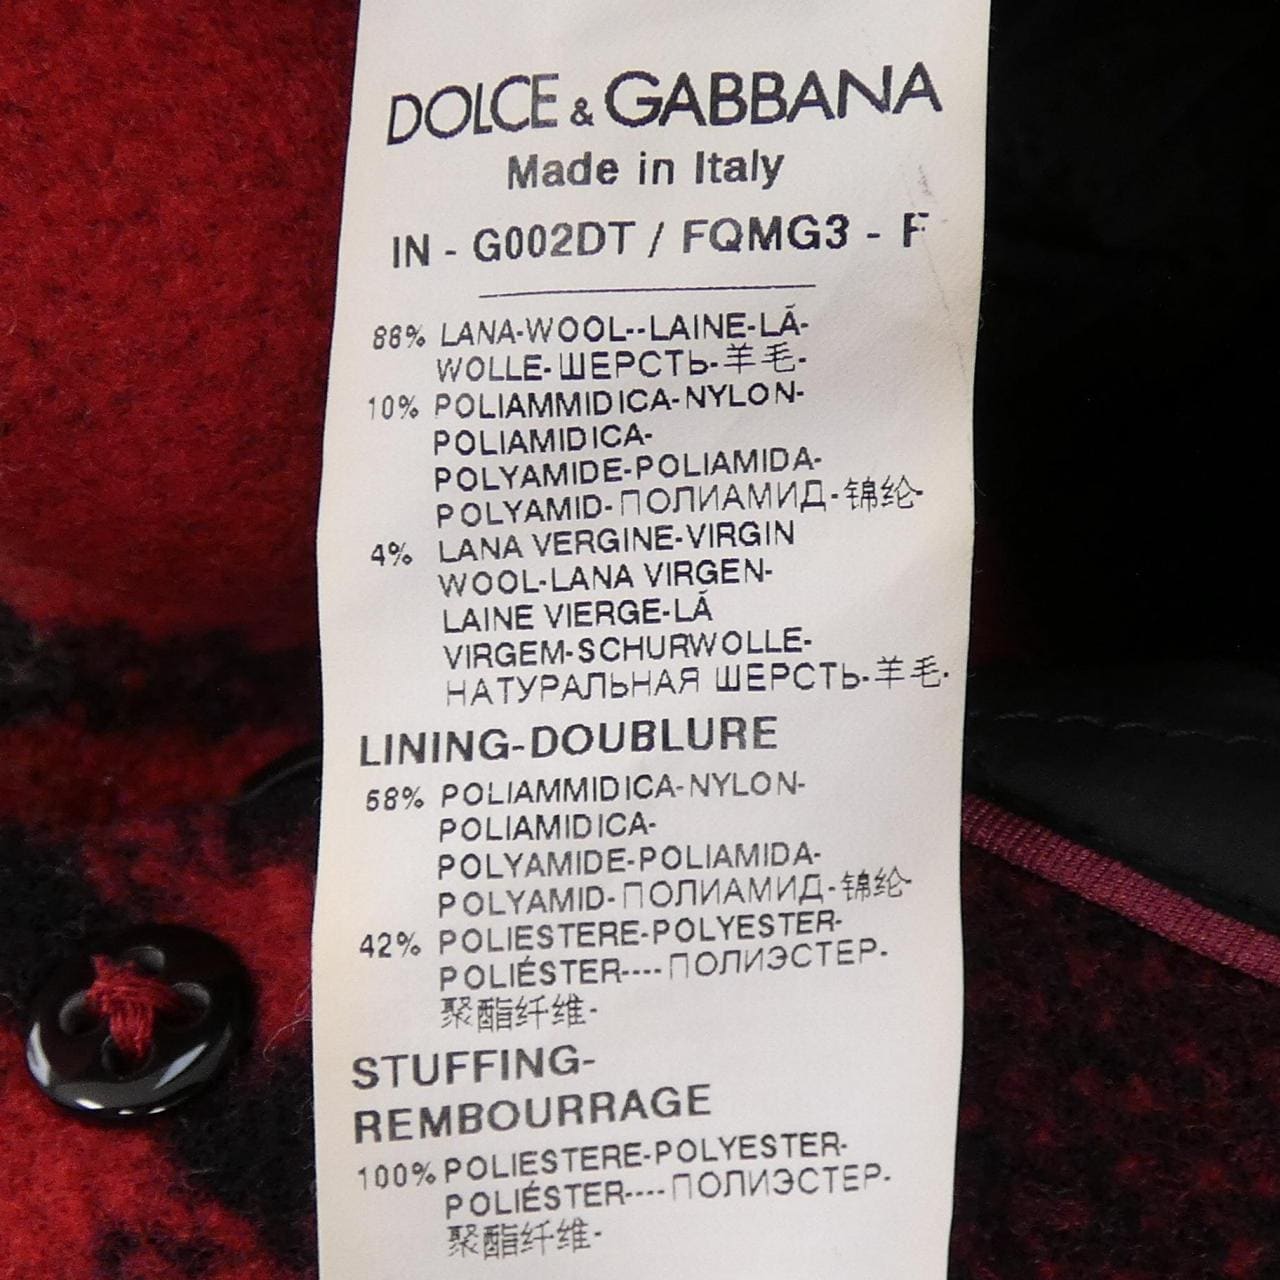 DOLCE & GABBANA
Made in Italy
IN - G002DT / FQMG3 - F
86% LANA-WOOL--LAINE-LÃ-
WOLLE-ШЕРСТЬ-羊毛-
10% POLIAMMIDICA-NYLON-
POLIAMIDICA-
POLYAMIDE-POLIAMIDA-
POLYAMID-ПОЛИАМИД-锦纶-
4% LANA VERGINE-VIRGIN
WOOL-LANA VIRGEN-
LAINE VIERGE-LÃ
VIRGEM-SCHURWOLLE-
НАТУРАЛЬНАЯ ШЕРСТЬ-羊毛-
LINING-DOUBLURE
58% POLIAMMIDICA-NYLON-
POLIAMIDICA-
POLYAMIDE-POLIAMIDA-
POLYAMID-ПОЛИАМИД-锦纶-
42% POLIESTERE-POLYESTER-
POLIÉSTER----ПОЛИЭСТЕР-
聚酯纤维-
STUFFING-
REMBOURRAGE
100% POLIESTERE-POLYESTER-
POLIÉSTER----ПОЛИЭСТЕР-
聚酯纤维-